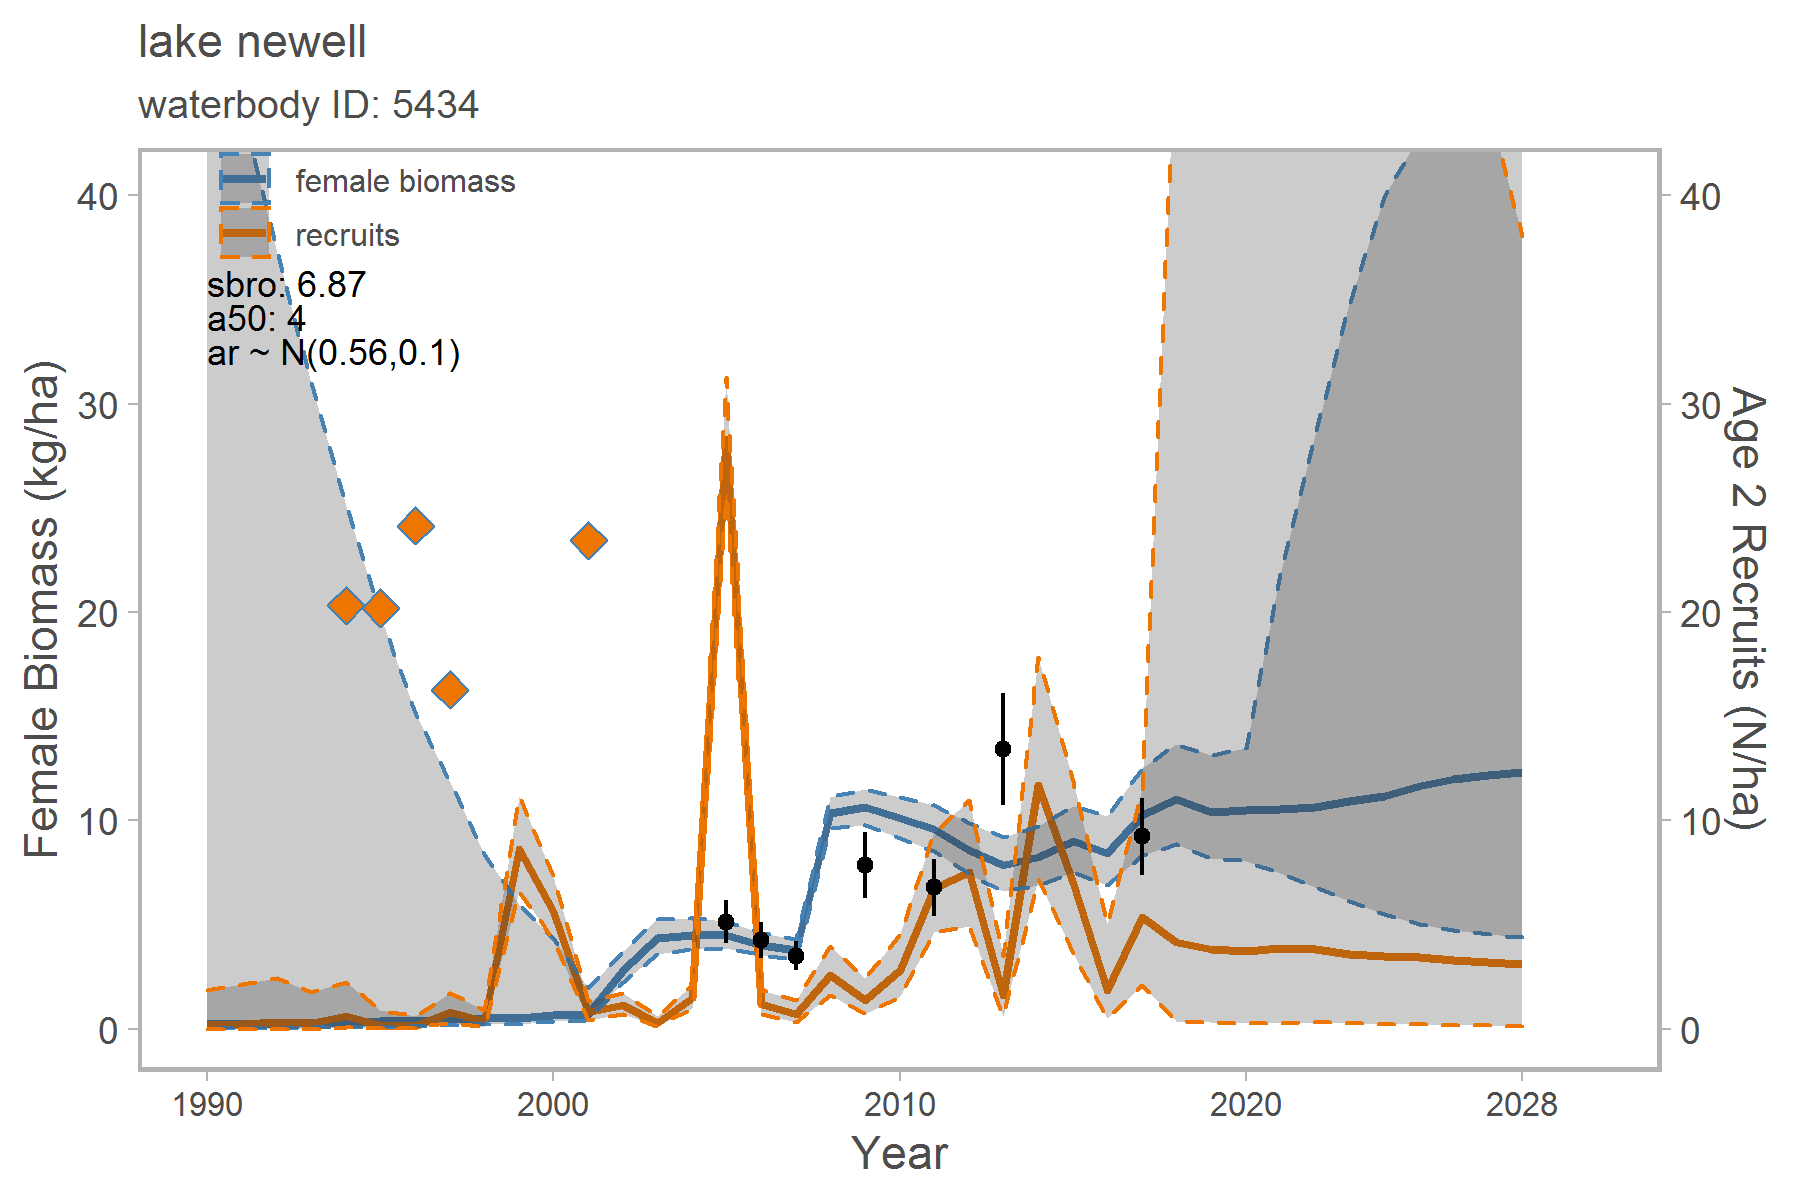 lake newell
waterbody ID: 5434
female biomass
recruits
sbro: 6.87
a50: 4
ar ~ N(0.56,0.1)
Female Biomass (kg/ha)
40
30
20
10
0
40
30
20
10
0
Age 2 Recruits (N/ha)
1990
2000
2010
2020
2028
Year